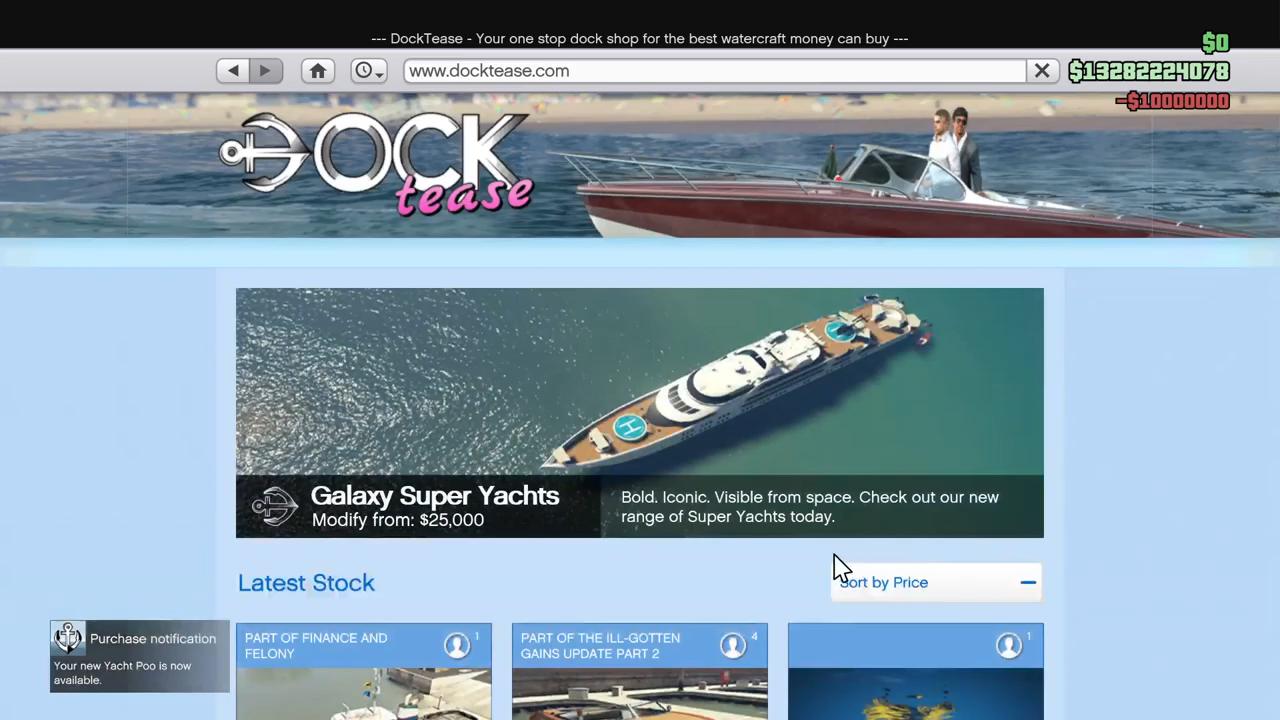 --- DockTease - Your one stop dock shop for the best watercraft money can buy ---
$0
www.docktease.com
$13282224078
-$10000000
DOCK
tease
H
Galaxy Super Yachts
Modify from: $25,000
Bold. Iconic. Visible from space. Check out our new
range of Super Yachts today.
Latest Stock
Sort by Price
Purchase notification
Your new Yacht Poo is now
available.
PART OF FINANCE AND
FELONY
1
PART OF THE ILL-GOTTEN
GAINS UPDATE PART 2
4
1